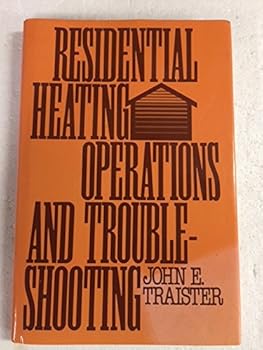 RESIDENTIAL
HEATING
OPERATIONS
AND TROUBLE-
SHOOTING
JOHN E.
TRAISTER